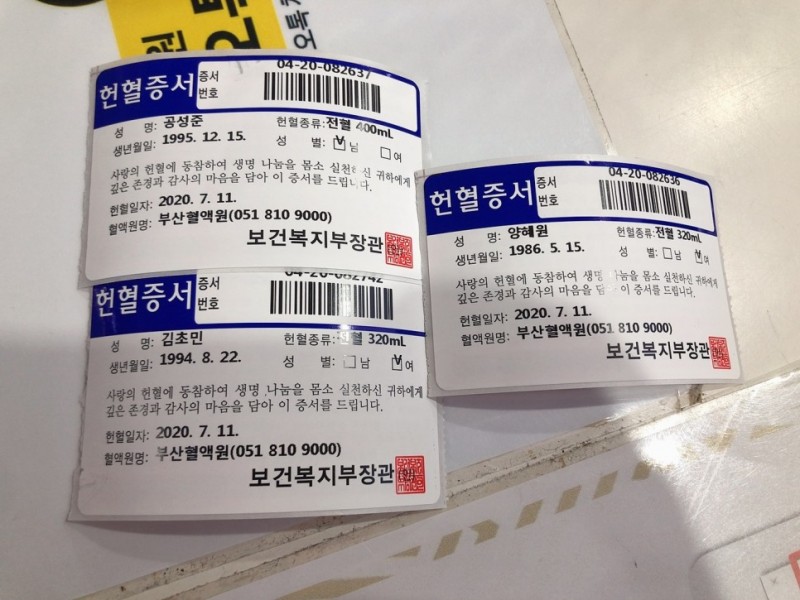 원
오
헌혈증서
증서
번호
04-20-082637
성 명: 공성준
헌혈종류: 전혈 400mL
생년월일: 1995. 12. 15.
성 별: ☑남 ☐여
사랑의 헌혈에 동참하여 생명 나눔을 몸소 실천하신 귀하에게
깊은 존경과 감사의 마음을 담아 이 증서를 드립니다.
헌혈일자: 2020. 7. 11.
혈액원명: 부산혈액원(051 810 9000)
보건복지부장관
헌혈증서
증서
번호
04-20-082636
성 명: 양혜원
헌혈종류: 전혈 320mL
생년월일: 1986. 5. 15.
성 별: ☐남 ☑여
사랑의 헌혈에 동참하여 생명 나눔을 몸소 실천하신 귀하에게
깊은 존경과 감사의 마음을 담아 이 증서를 드립니다.
헌혈일자: 2020. 7. 11.
혈액원명: 부산혈액원(051 810 9000)
보건복지부장관
헌혈증서
증서
번호
04-20-082742
성 명: 김초민
헌혈종류: 전혈 320mL
생년월일: 1994. 8. 22.
성 별: ☐남 ☑여
사랑의 헌혈에 동참하여 생명 나눔을 몸소 실천하신 귀하에게
깊은 존경과 감사의 마음을 담아 이 증서를 드립니다.
헌혈일자: 2020. 7. 11.
혈액원명: 부산혈액원(051 810 9000)
보건복지부장관